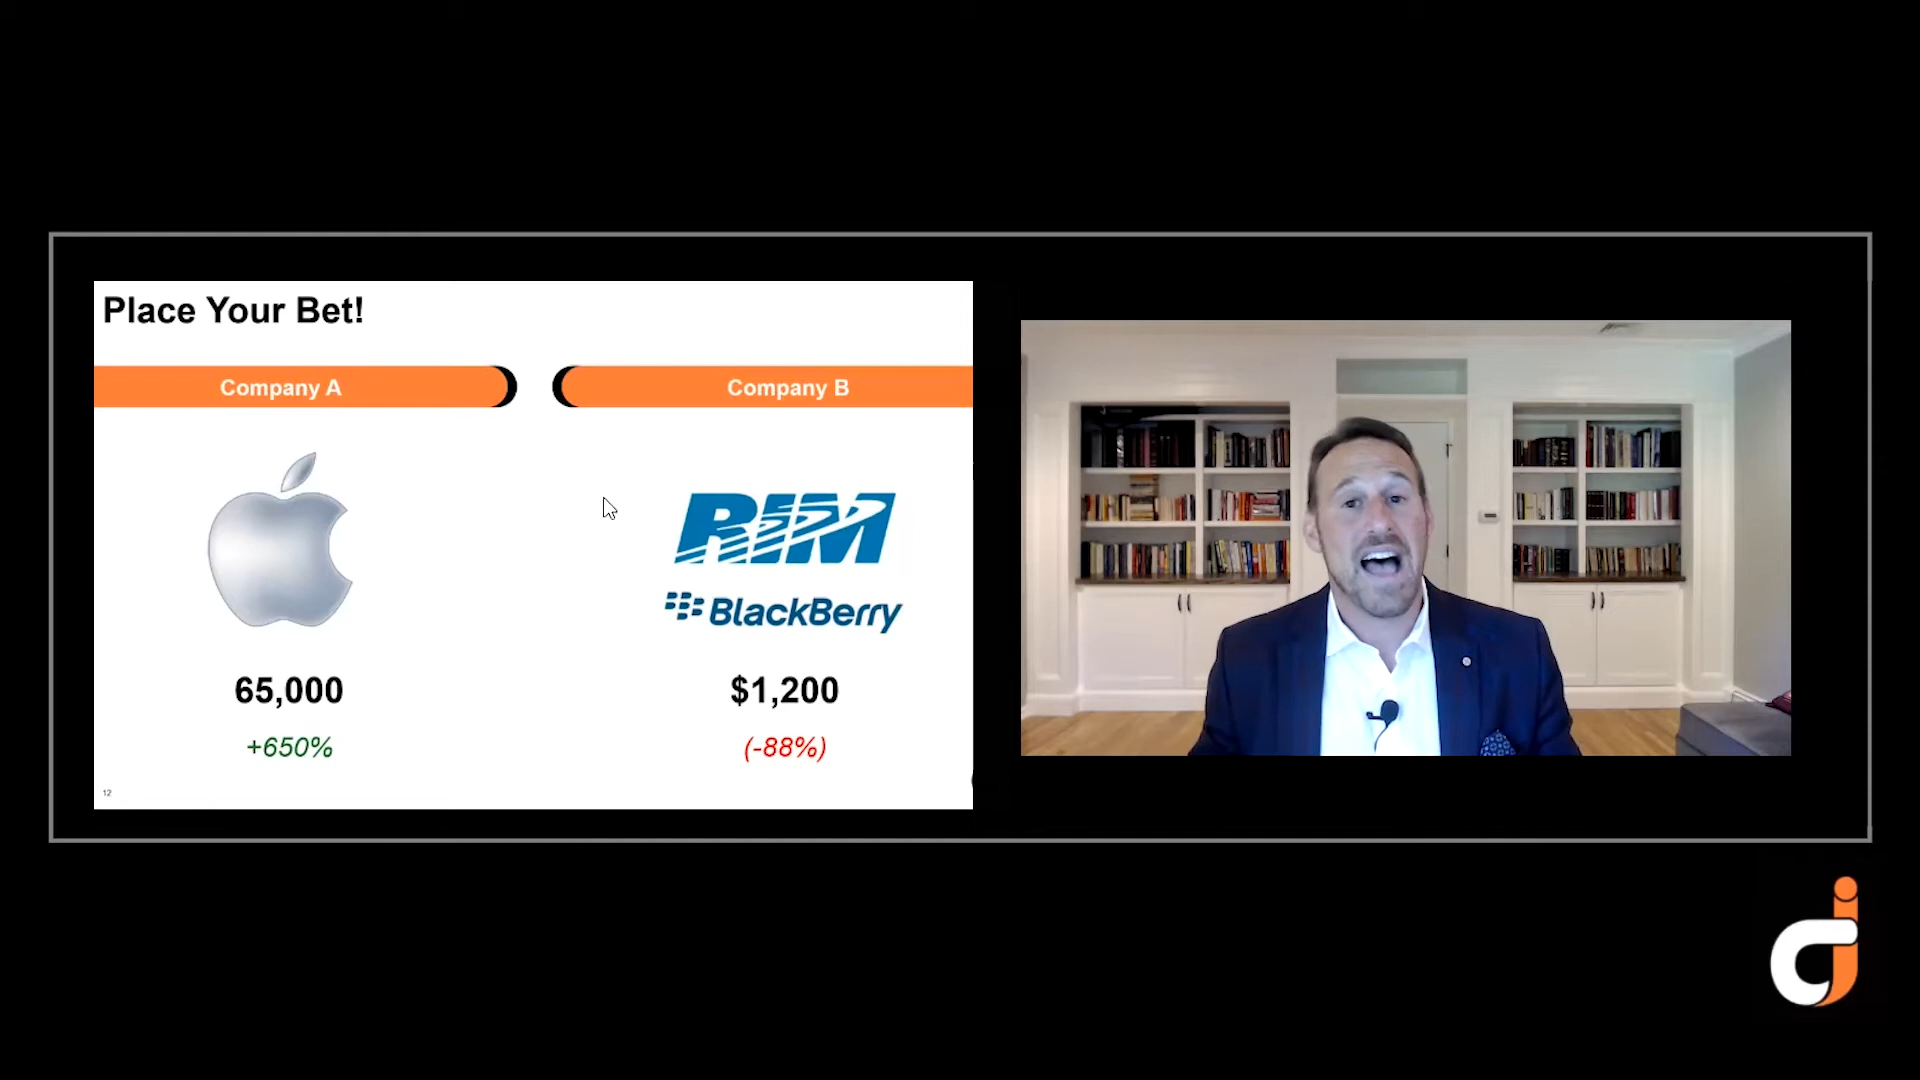 Place Your Bet!
Company A
Company B
RIM
BlackBerry
65,000
$1,200
+650%
(-88%)
12